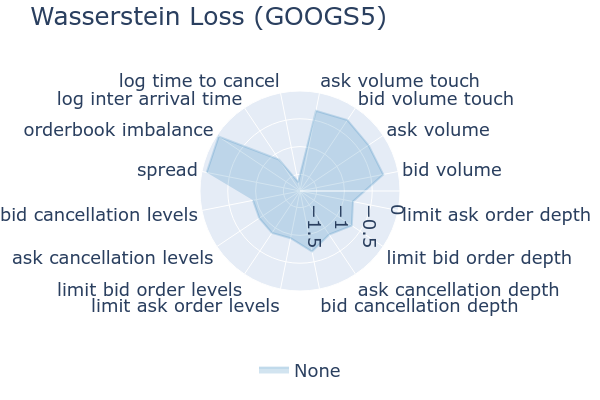 Wasserstein Loss (GOOGS5)
log time to cancel
ask volume touch
log inter arrival time
bid volume touch
orderbook imbalance
ask volume
spread
bid volume
bid cancellation levels
−1.5
−1
−0.5
0
limit ask order depth
ask cancellation levels
limit bid order depth
limit bid order levels
ask cancellation depth
limit ask order levels
bid cancellation depth
None